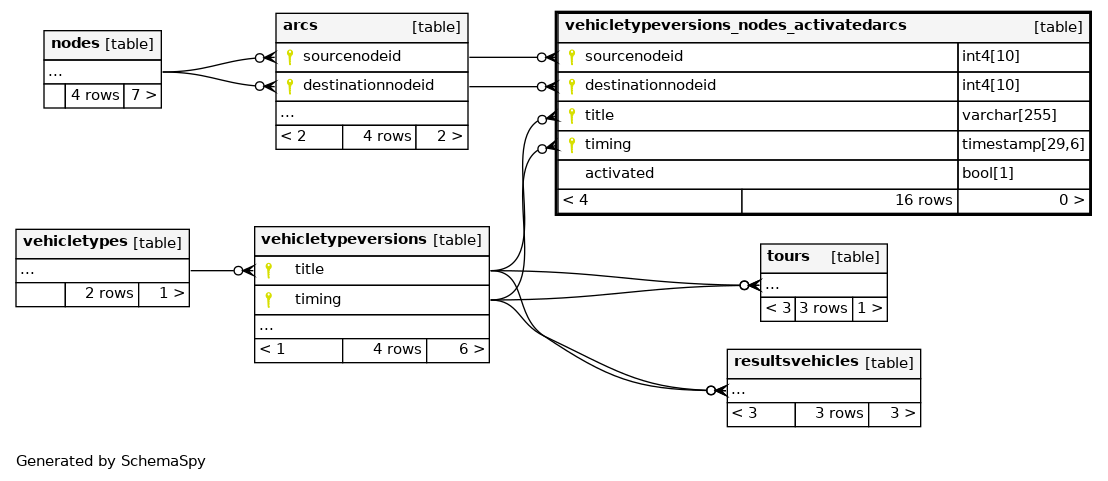 nodes [table]
...
4 rows 7 >
arcs [table]
sourcenodeid
destinationnodeid
...
< 2 4 rows 2 >
vehicletypeversions_nodes_activatedarcs [table]
sourcenodeid int4[10]
destinationnodeid int4[10]
title varchar[255]
timing timestamp[29,6]
activated bool[1]
< 4 16 rows 0 >
vehicletypes [table]
...
2 rows 1 >
vehicletypeversions [table]
title
timing
...
< 1 4 rows 6 >
tours [table]
...
< 3 3 rows 1 >
resultsvehicles [table]
...
< 3 3 rows 3 >
Generated by SchemaSpy